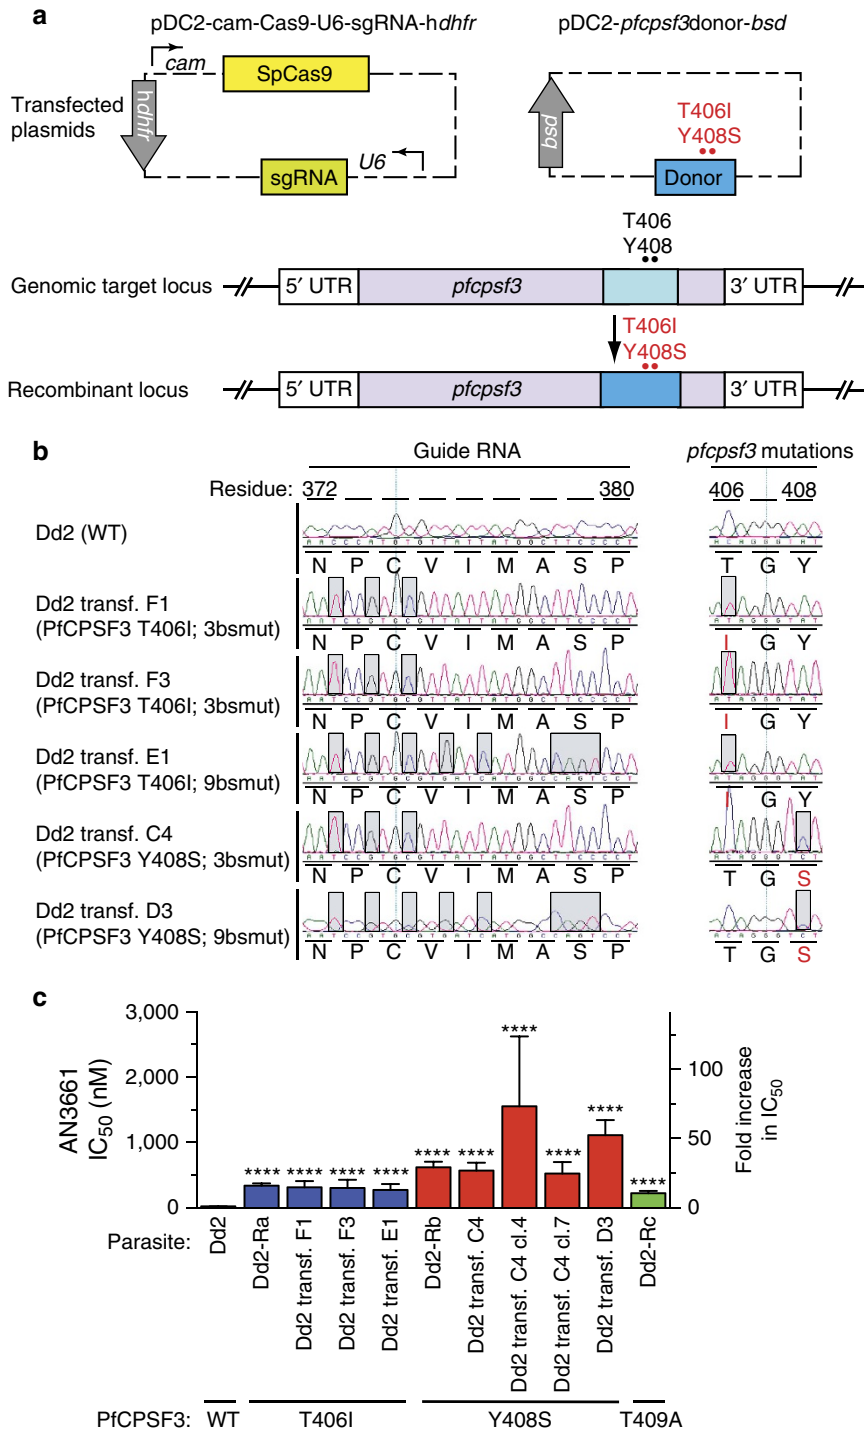 a
pDC2-cam-Cas9-U6-sgRNA-hdhfr
pDC2-pfcpsf3donor-bsd
cam
SpCas9
Transfected plasmids
hdhfr
bsd
T406I
Y408S
U6
sgRNA
Donor
T406
Y408
Genomic target locus
5′ UTR
pfcpsf3
3′ UTR
T406I
Y408S
Recombinant locus
5′ UTR
pfcpsf3
3′ UTR
b
Guide RNA
pfcpsf3 mutations
Residue: 372 380
406 408
Dd2 (WT)
N P C V I M A S P
T G Y
Dd2 transf. F1
(PfCPSF3 T406I; 3bsmut)
N P C V I M A S P
I G Y
Dd2 transf. F3
(PfCPSF3 T406I; 3bsmut)
N P C V I M A S P
I G Y
Dd2 transf. E1
(PfCPSF3 T406I; 9bsmut)
N P C V I M A S P
I G Y
Dd2 transf. C4
(PfCPSF3 Y408S; 3bsmut)
N P C V I M A S P
T G S
Dd2 transf. D3
(PfCPSF3 Y408S; 9bsmut)
N P C V I M A S P
T G S
c
AN3661
IC50 (nM)
3,000
2,000
1,000
0
**** **** **** **** **** **** **** **** **** ****
100
50
0
Fold increase
in IC50
Parasite:
Dd2
Dd2-Ra
Dd2 transf. F1
Dd2 transf. F3
Dd2 transf. E1
Dd2-Rb
Dd2 transf. C4
Dd2 transf. C4 cl.4
Dd2 transf. C4 cl.7
Dd2 transf. D3
Dd2-Rc
PfCPSF3: WT T406I Y408S T409A